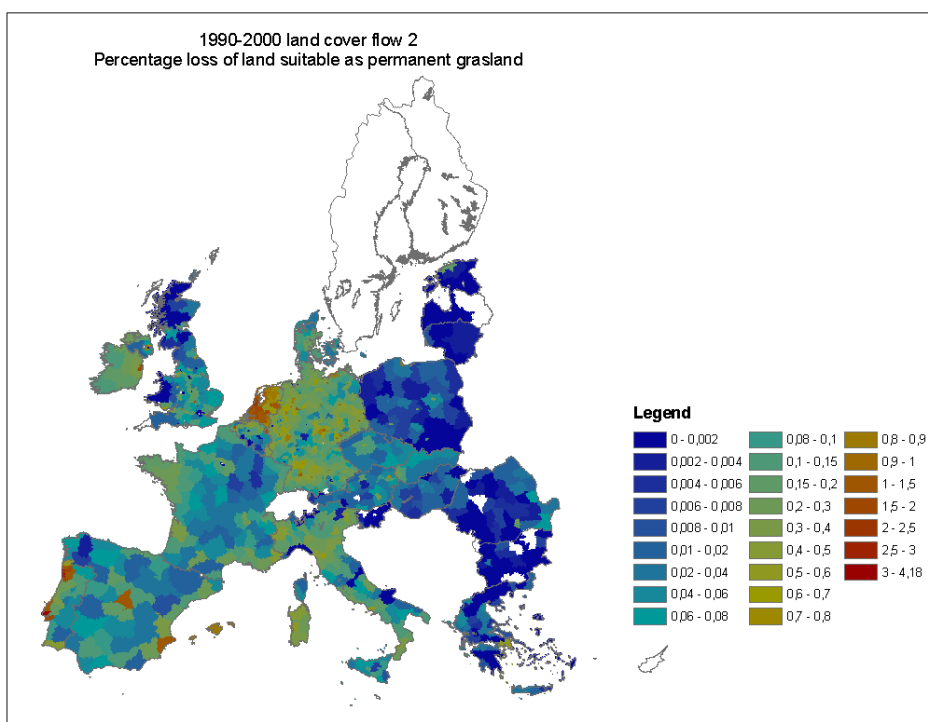 1990-2000 land cover flow 2
Percentage loss of land suitable as permanent grasland
Legend
0 - 0,002
0,002 - 0,004
0,004 - 0,006
0,006 - 0,008
0,008 - 0,01
0,01 - 0,02
0,02 - 0,04
0,04 - 0,06
0,06 - 0,08
0,08 - 0,1
0,1 - 0,15
0,15 - 0,2
0,2 - 0,3
0,3 - 0,4
0,4 - 0,5
0,5 - 0,6
0,6 - 0,7
0,7 - 0,8
0,8 - 0,9
0,9 - 1
1 - 1,5
1,5 - 2
2 - 2,5
2,5 - 3
3 - 4,18